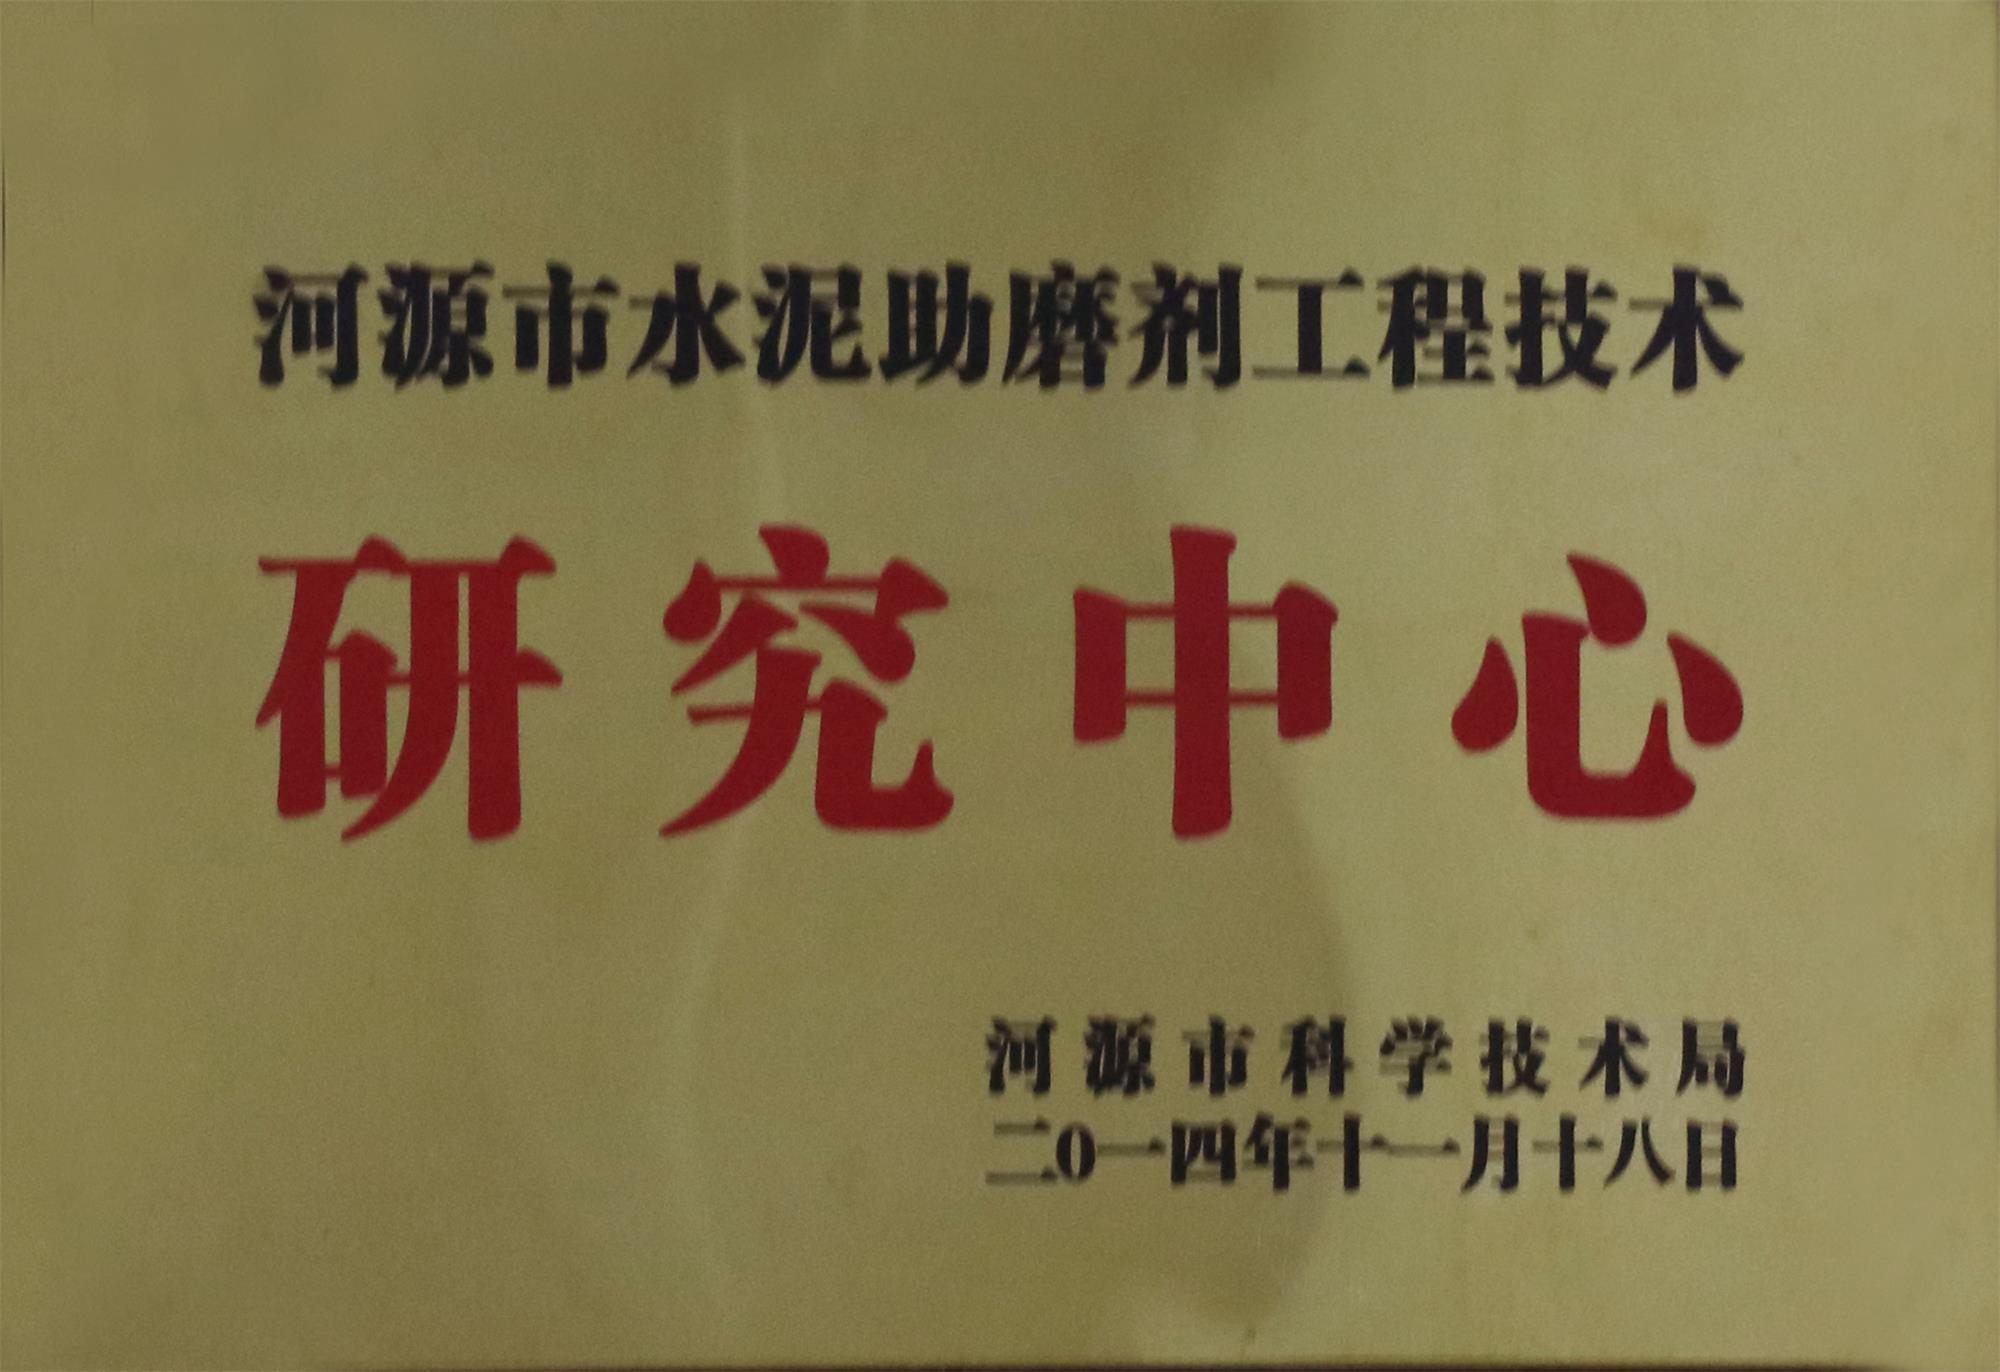 河源市水泥助磨剂工程技术
研究中心
河源市科学技术局
二0一四年十一月十八日